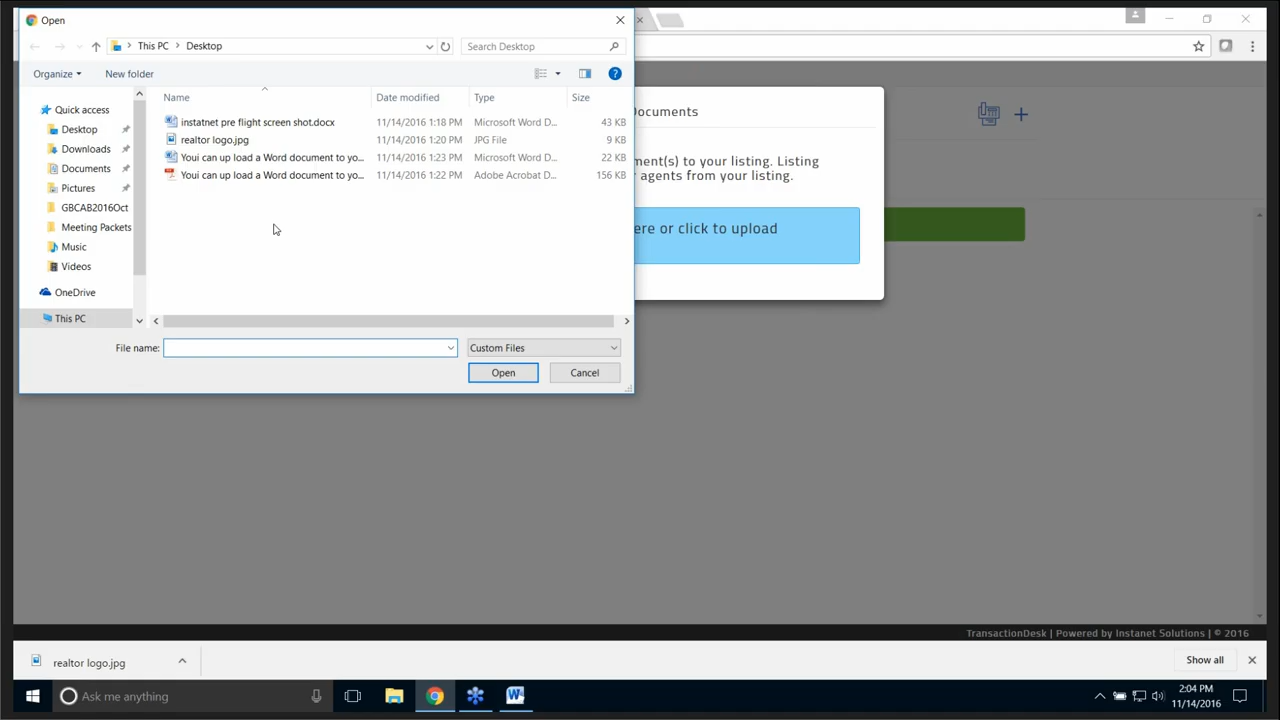 Open
This PC
Desktop
Search Desktop
Organize
New folder
Name
Date modified
Type
Size
Quick access
Desktop
Downloads
Documents
Pictures
GBCAB2016Oct
Meeting Packets
Music
Videos
OneDrive
This PC
instatnet pre flight screen shot.docx 11/14/2016 1:18 PM Microsoft Word D... 43 KB
realtor logo.jpg 11/14/2016 1:20 PM JPG File 9 KB
Youi can up load a Word document to yo... 11/14/2016 1:23 PM Microsoft Word D... 22 KB
Youi can up load a Word document to yo... 11/14/2016 1:22 PM Adobe Acrobat D... 156 KB
File name:
Custom Files
Open
Cancel
Documents
ment(s) to your listing. Listing
agents from your listing.
ere or click to upload
TransactionDesk | Powered by Instanet Solutions | © 2016
realtor logo.jpg
Show all
Ask me anything
2:04 PM
11/14/2016